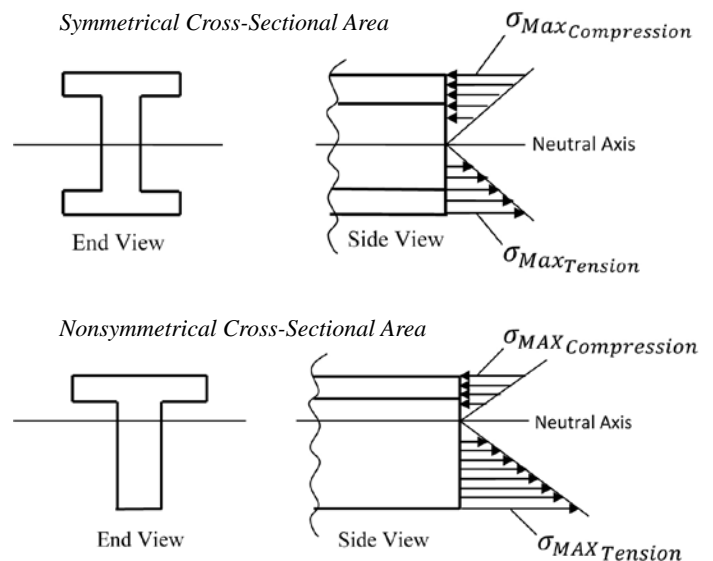 Symmetrical Cross-Sectional Area
σMaxCompression
Neutral Axis
End View
Side View
σMaxTension
Nonsymmetrical Cross-Sectional Area
σMAXCompression
Neutral Axis
End View
Side View
σMAXTension